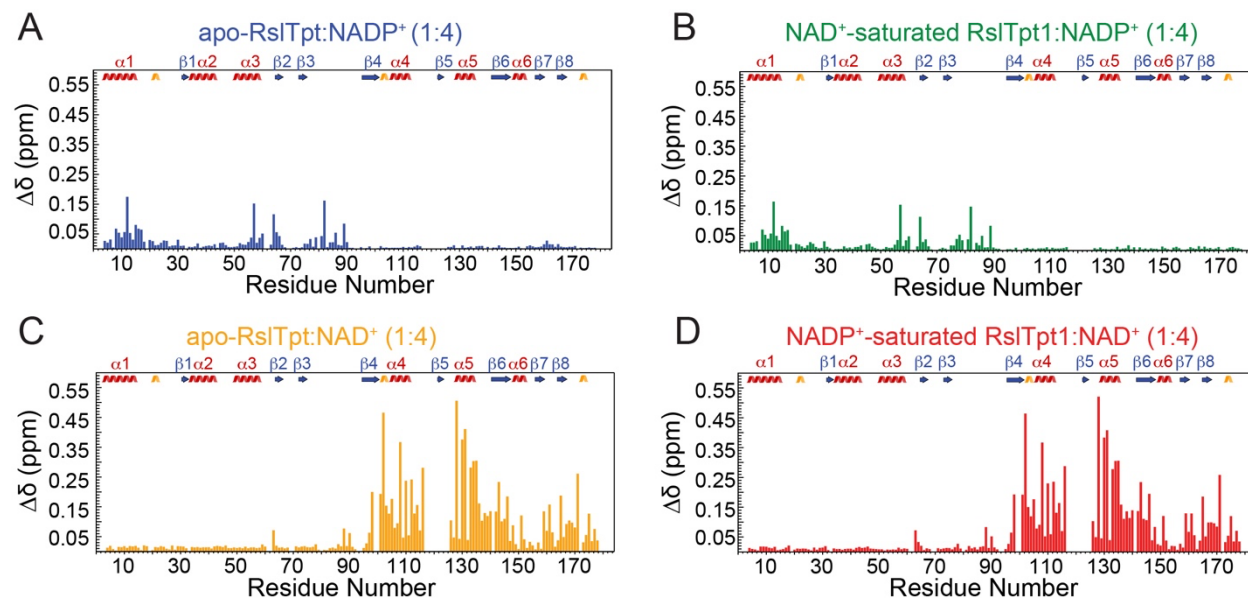 A
apo-RslTpt:NADP⁺ (1:4)
α1 β1 α2 α3 β2 β3 β4 α4 β5 α5 β6 α6 β7 β8
0.55
0.45
0.35
0.25
0.15
0.05
Δδ (ppm)
10 30 50 70 90 110 130 150 170
Residue Number
B
NAD⁺-saturated RslTpt1:NADP⁺ (1:4)
α1 β1 α2 α3 β2 β3 β4 α4 β5 α5 β6 α6 β7 β8
0.55
0.45
0.35
0.25
0.15
0.05
Δδ (ppm)
10 30 50 70 90 110 130 150 170
Residue Number
C
apo-RslTpt:NAD⁺ (1:4)
α1 β1 α2 α3 β2 β3 β4 α4 β5 α5 β6 α6 β7 β8
0.55
0.45
0.35
0.25
0.15
0.05
Δδ (ppm)
10 30 50 70 90 110 130 150 170
Residue Number
D
NADP⁺-saturated RslTpt1:NAD⁺ (1:4)
α1 β1 α2 α3 β2 β3 β4 α4 β5 α5 β6 α6 β7 β8
0.55
0.45
0.35
0.25
0.15
0.05
Δδ (ppm)
10 30 50 70 90 110 130 150 170
Residue Number